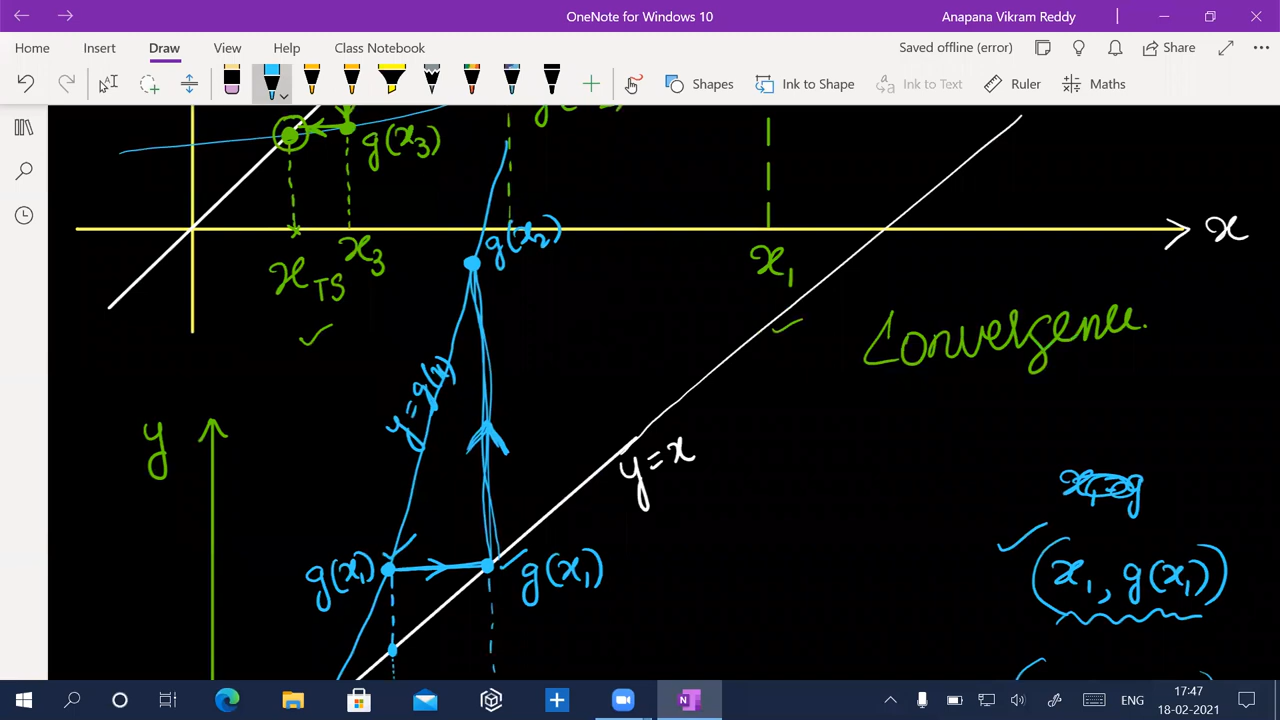 OneNote for Windows 10
Anapana Vikram Reddy
Home Insert Draw View Help Class Notebook
Saved offline (error) Share
Shapes Ink to Shape Ink to Text Ruler Maths
g(x₃)
x
g(x₂)
x_TS x₃ x₁
Convergence.
y = g(x)
y
y = x
g(x₁) g(x₁)
(x₁, g(x₁))
ENG
17:47
18-02-2021